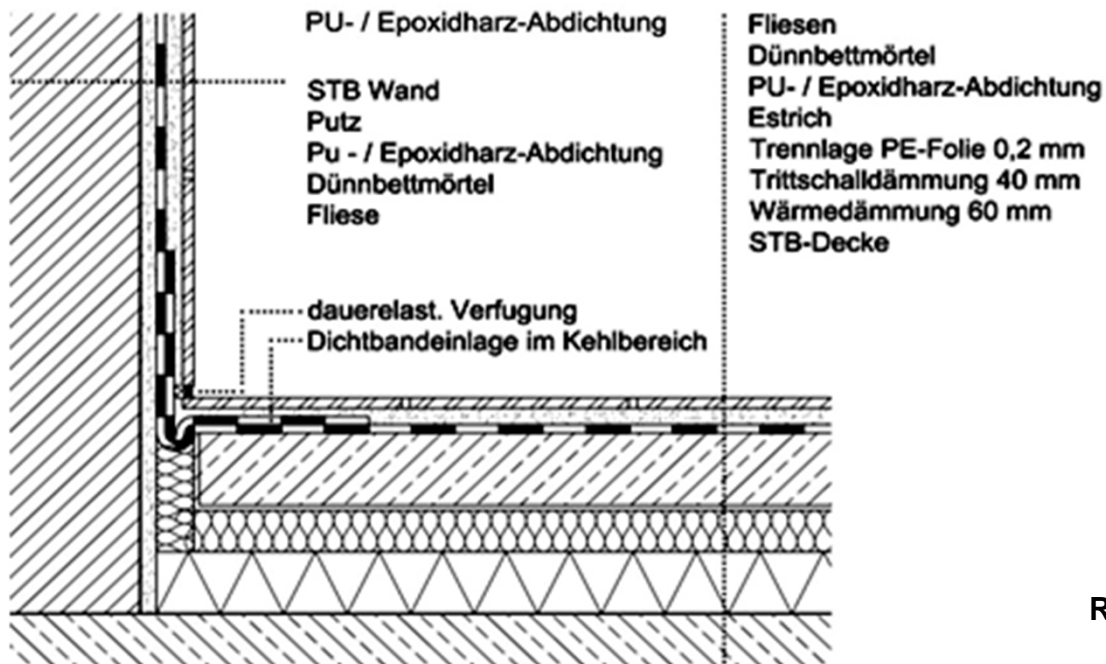 PU- / Epoxidharz-Abdichtung
STB Wand
Putz
Pu - / Epoxidharz-Abdichtung
Dünnbettmörtel
Fliese
dauerelast. Verfugung
Dichtbandeinlage im Kehlbereich
Fliesen
Dünnbettmörtel
PU- / Epoxidharz-Abdichtung
Estrich
Trennlage PE-Folie 0,2 mm
Trittschalldämmung 40 mm
Wärmedämmung 60 mm
STB-Decke
R